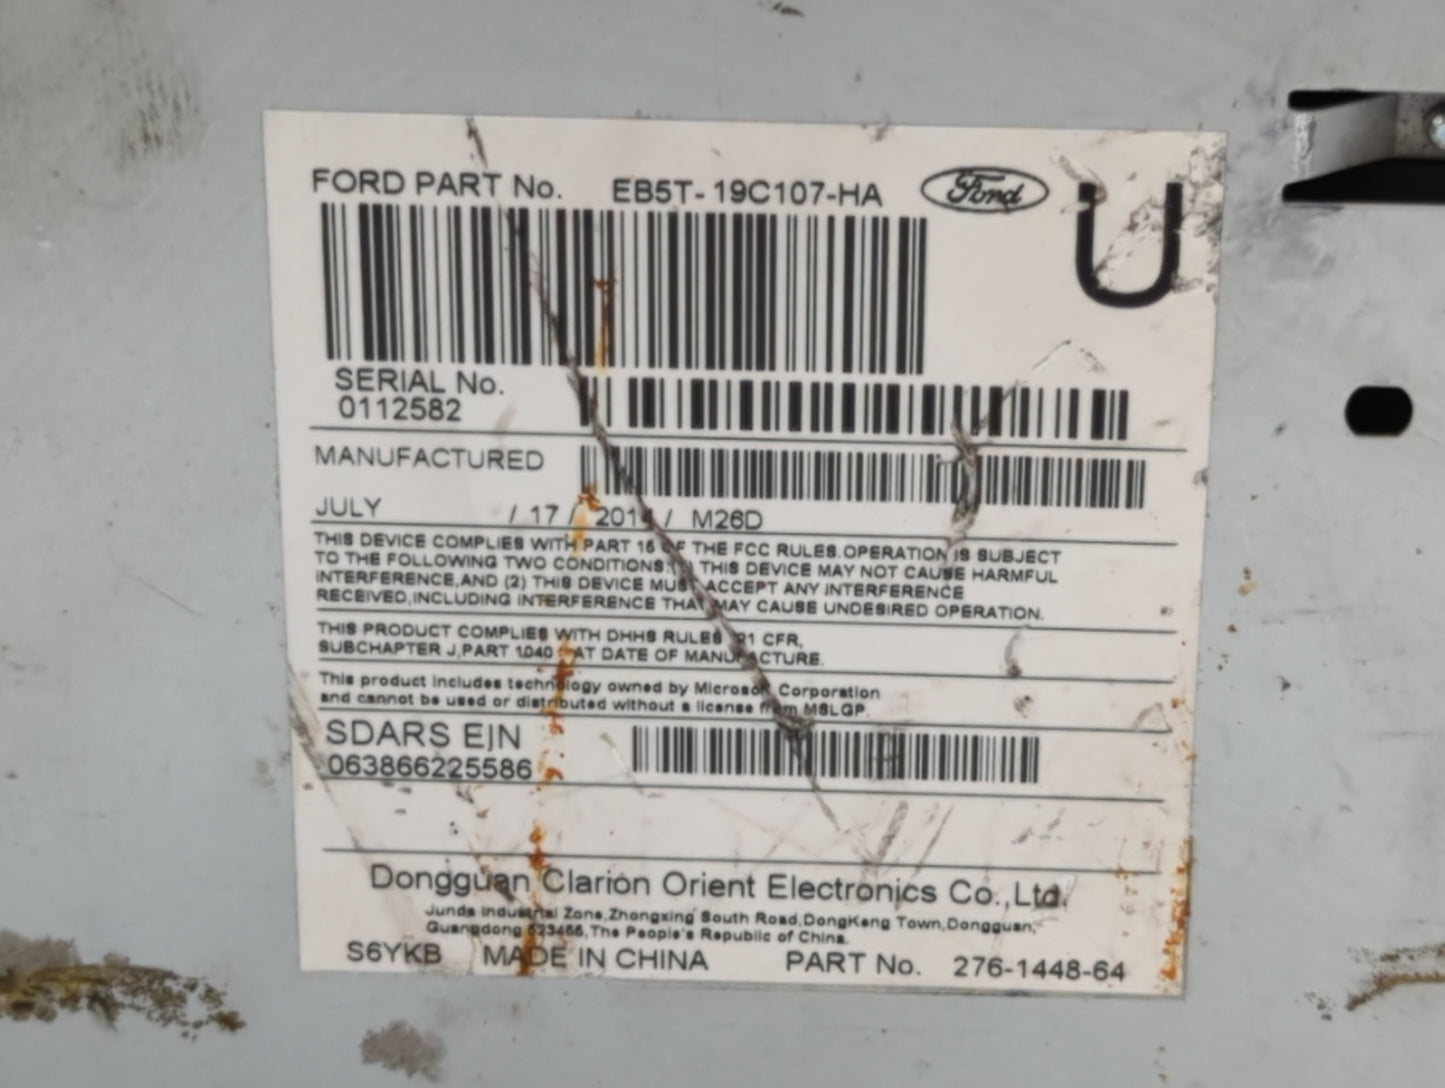 FORD PART No. EB5T-19C107-HA Ford U
SERIAL No.
0112582
MANUFACTURED
JULY / 17 / / M26D
THIS DEVICE COMPLIES WITH PART 15 OF THE FCC RULES.OPERATION IS SUBJECT
TO THE FOLLOWING TWO CONDITIONS: THIS DEVICE MAY NOT CAUSE HARMFUL
INTERFERENCE,AND (2) THIS DEVICE MUST ACCEPT ANY INTERFERENCE
RECEIVED,INCLUDING INTERFERENCE THAT MAY CAUSE UNDESIRED OPERATION.
THIS PRODUCT COMPLIES WITH DHHS RULES 21 CFR,
SUBCHAPTER J,PART 1040 AT DATE OF MANUFACTURE.
This product includes technology owned by Microsoft Corporation
and cannot be used or distributed without a license from MSLGP.
SDARS E|N
063866225586
Dongguan Clarion Orient Electronics Co.,Ltd.
Junda Industrial Zone,Zhongxing South Road,DongKeng Town,Dongguan,
Guangdong The People's Republic of China.
S6YKB MADE IN CHINA PART No. 276-1448-64